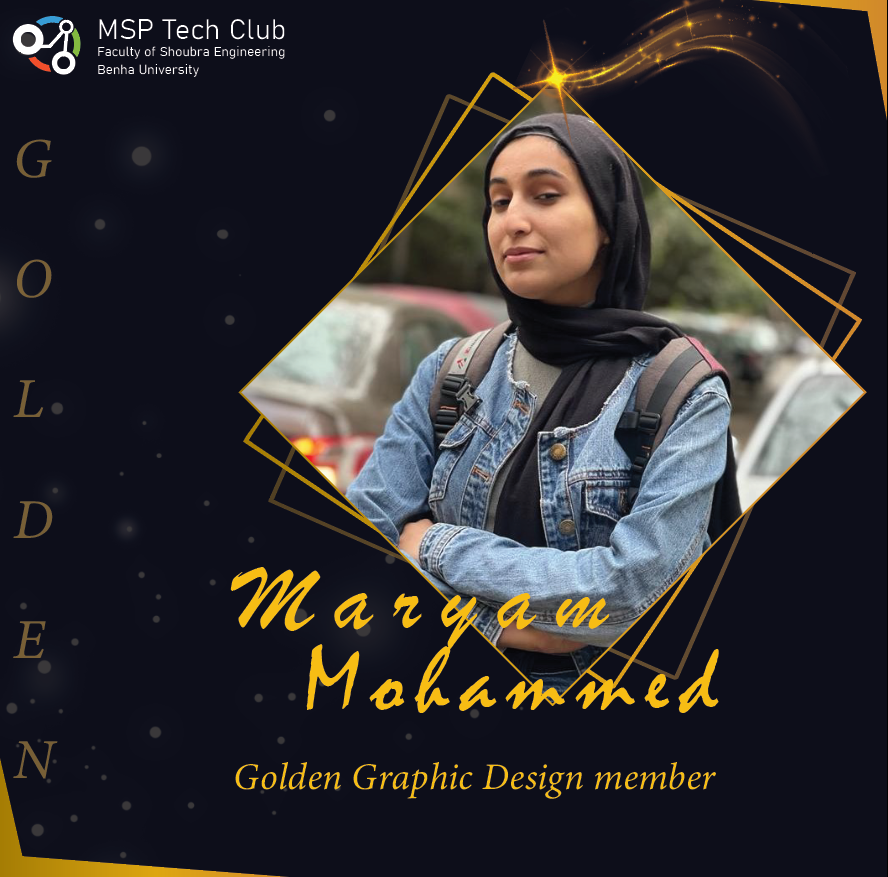 MSP Tech Club
Faculty of Shoubra Engineering
Benha University
G
O
L
D
E
N
Maryam
Mohammed
Golden Graphic Design member